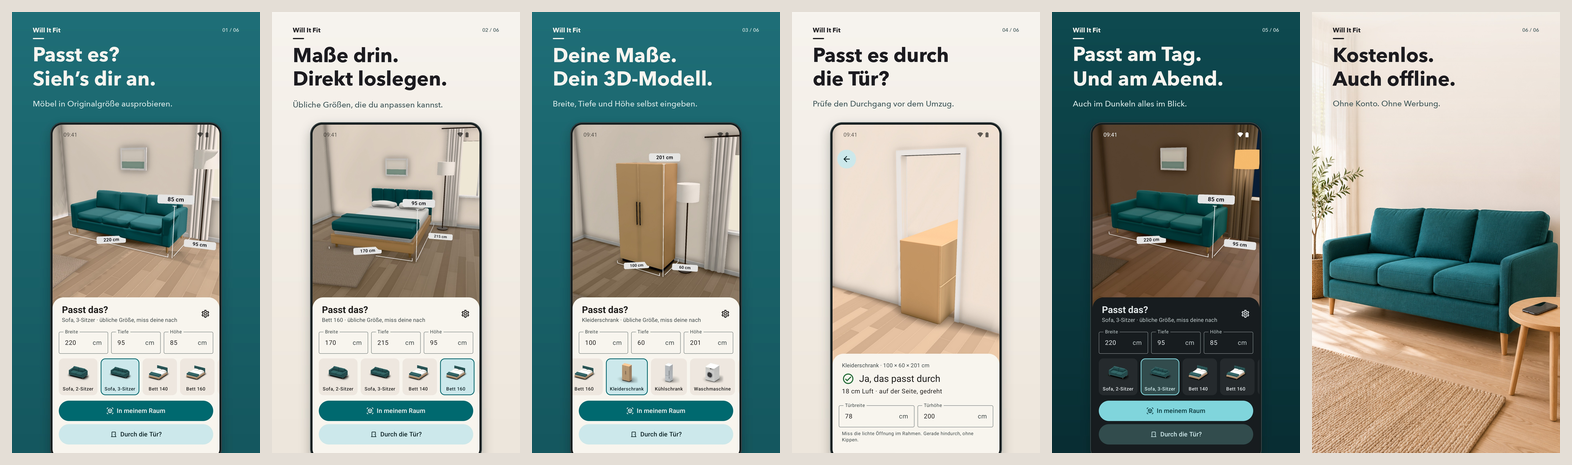 Will It Fit
01 / 06
Passt es?
Sieh's dir an.
Möbel in Originalgröße ausprobieren.
09:41
85 cm
220 cm
95 cm
Passt das?
Sofa, 3-Sitzer · übliche Größe, miss deine nach
Breite
220 cm
Tiefe
95 cm
Höhe
85 cm
Sofa, 2-Sitzer
Sofa, 3-Sitzer
Bett 140
Bett 160
In meinem Raum
Durch die Tür?
Will It Fit
02 / 06
Maße drin.
Direkt loslegen.
Übliche Größen, die du anpassen kannst.
09:41
95 cm
215 cm
170 cm
Passt das?
Bett 160 · übliche Größe, miss deine nach
Breite
170 cm
Tiefe
215 cm
Höhe
95 cm
Sofa, 2-Sitzer
Sofa, 3-Sitzer
Bett 140
Bett 160
In meinem Raum
Durch die Tür?
Will It Fit
03 / 06
Deine Maße.
Dein 3D-Modell.
Breite, Tiefe und Höhe selbst eingeben.
09:41
201 cm
100 cm
60 cm
Passt das?
Kleiderschrank · übliche Größe, miss deine nach
Breite
100 cm
Tiefe
60 cm
Höhe
201 cm
Bett 160
Kleiderschrank
Kühlschrank
Waschmaschine
In meinem Raum
Durch die Tür?
Will It Fit
04 / 06
Passt es durch
die Tür?
Prüfe den Durchgang vor dem Umzug.
09:41
Kleiderschrank · 100 × 60 × 201 cm
Ja, das passt durch
18 cm Luft · auf der Seite, gedreht
Türbreite
78 cm
Türhöhe
200 cm
Miss die lichte Öffnung im Rahmen. Gerade hindurch, ohne
Kippen.
Will It Fit
05 / 06
Passt am Tag.
Und am Abend.
Auch im Dunkeln alles im Blick.
09:41
85 cm
220 cm
95 cm
Passt das?
Sofa, 3-Sitzer · übliche Größe, miss deine nach
Breite
220 cm
Tiefe
95 cm
Höhe
85 cm
Sofa, 2-Sitzer
Sofa, 3-Sitzer
Bett 140
Bett 160
In meinem Raum
Durch die Tür?
Will It Fit
06 / 06
Kostenlos.
Auch offline.
Ohne Konto. Ohne Werbung.